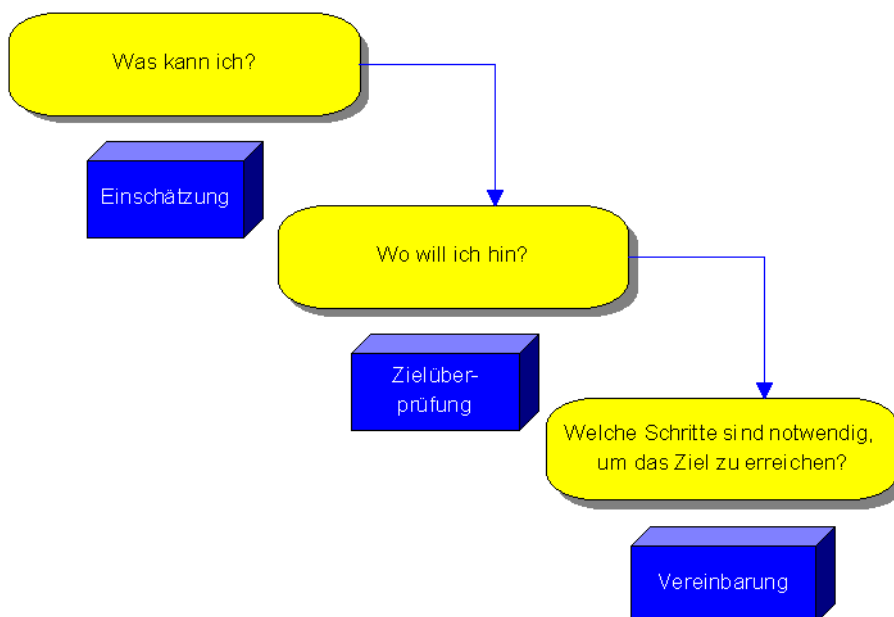 Was kann ich?
Einschätzung
Wo will ich hin?
Zielüber-
prüfung
Welche Schritte sind notwendig,
um das Ziel zu erreichen?
Vereinbarung